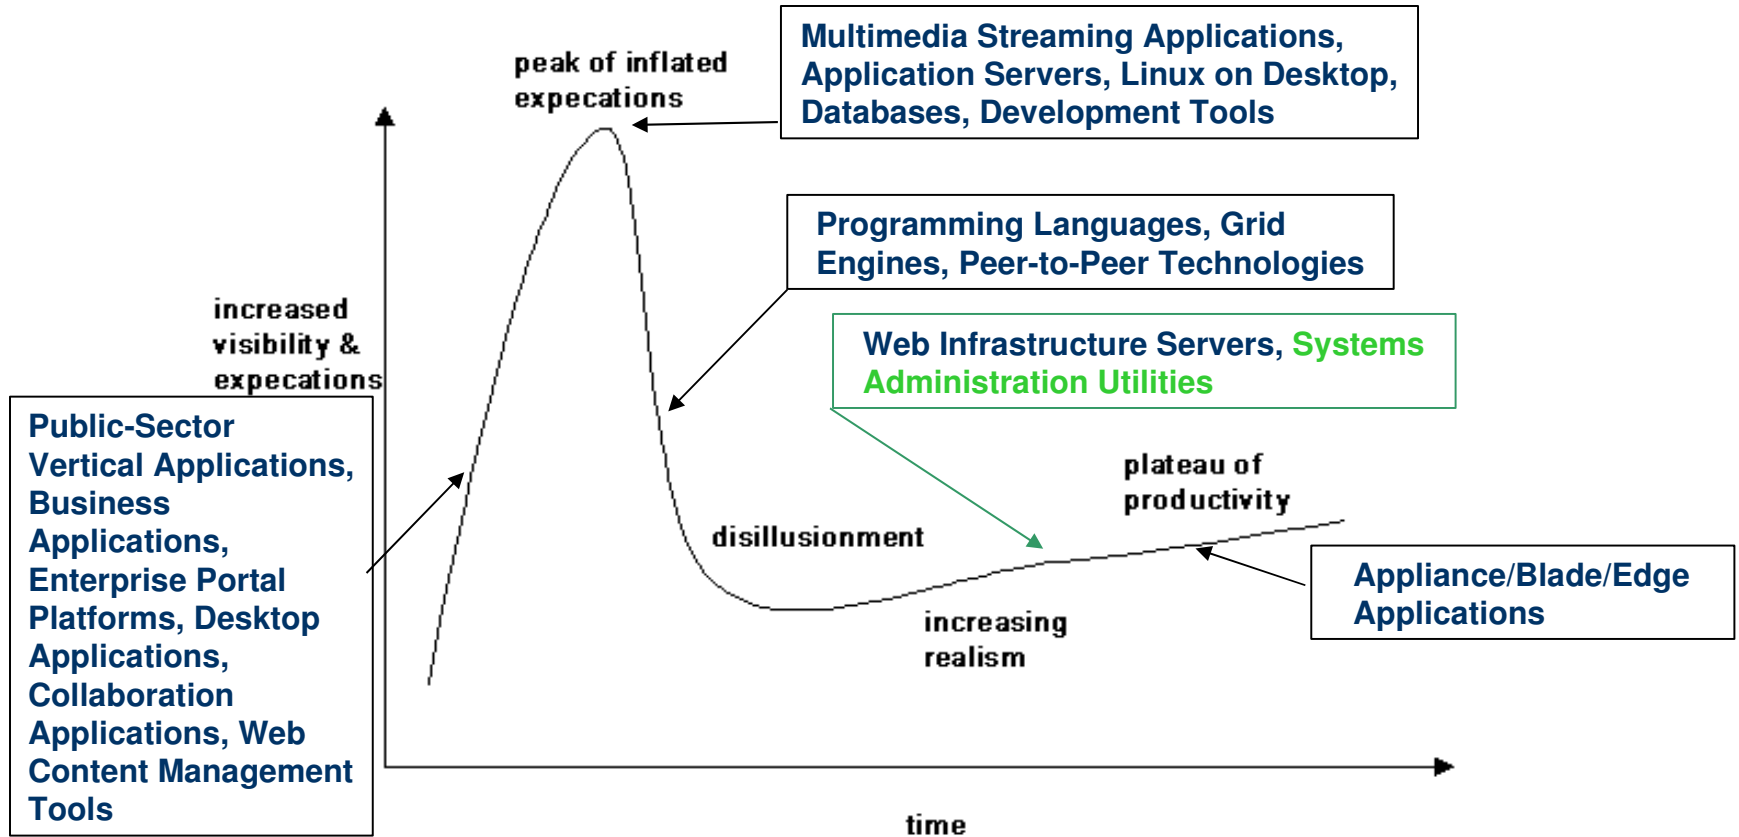 peak of inflated
expecations
Multimedia Streaming Applications,
Application Servers, Linux on Desktop,
Databases, Development Tools
Programming Languages, Grid
Engines, Peer-to-Peer Technologies
increased
visibility &
expecations
Web Infrastructure Servers, Systems
Administration Utilities
Public-Sector
Vertical Applications,
Business
Applications,
Enterprise Portal
Platforms, Desktop
Applications,
Collaboration
Applications, Web
Content Management
Tools
plateau of
productivity
disillusionment
Appliance/Blade/Edge
Applications
increasing
realism
time